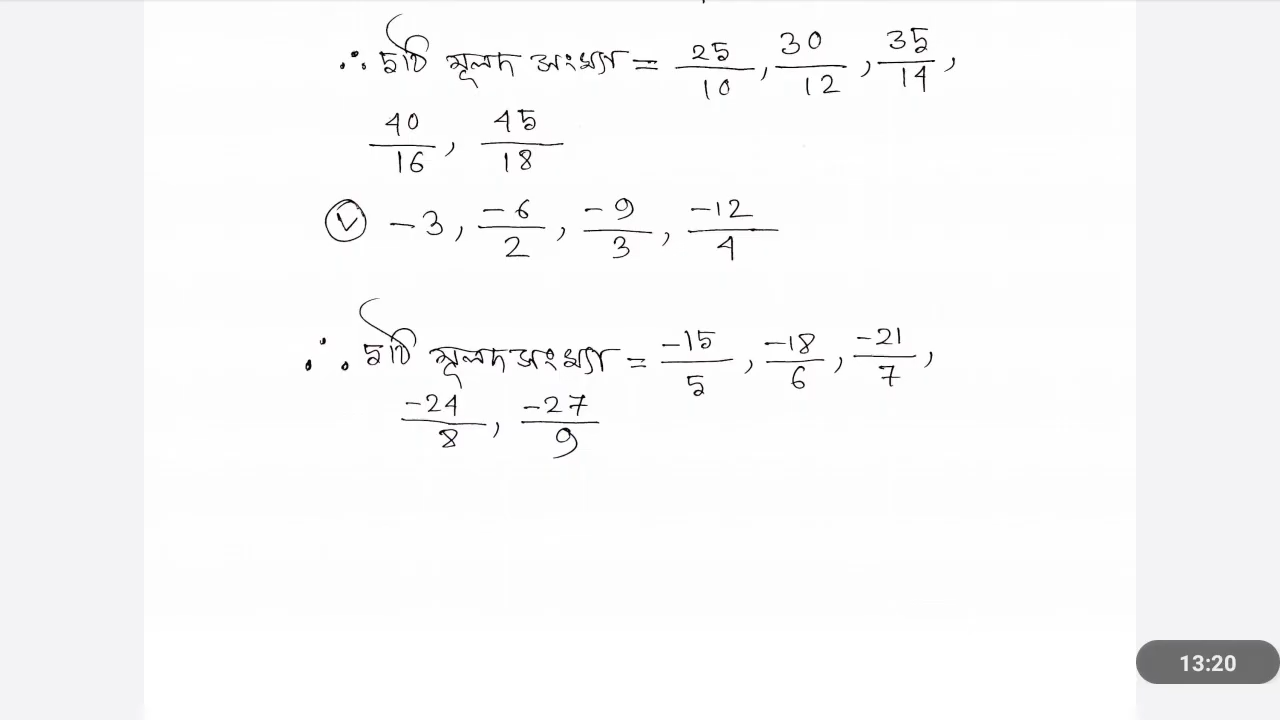 ∴ ৫টি মূলদ সংখ্যা = 25/10, 30/12, 35/14,
40/16, 45/18
(v) -3, -6/2, -9/3, -12/4
∴ ৫টি মূলদ সংখ্যা = -15/5, -18/6, -21/7,
-24/8, -27/9
13:20